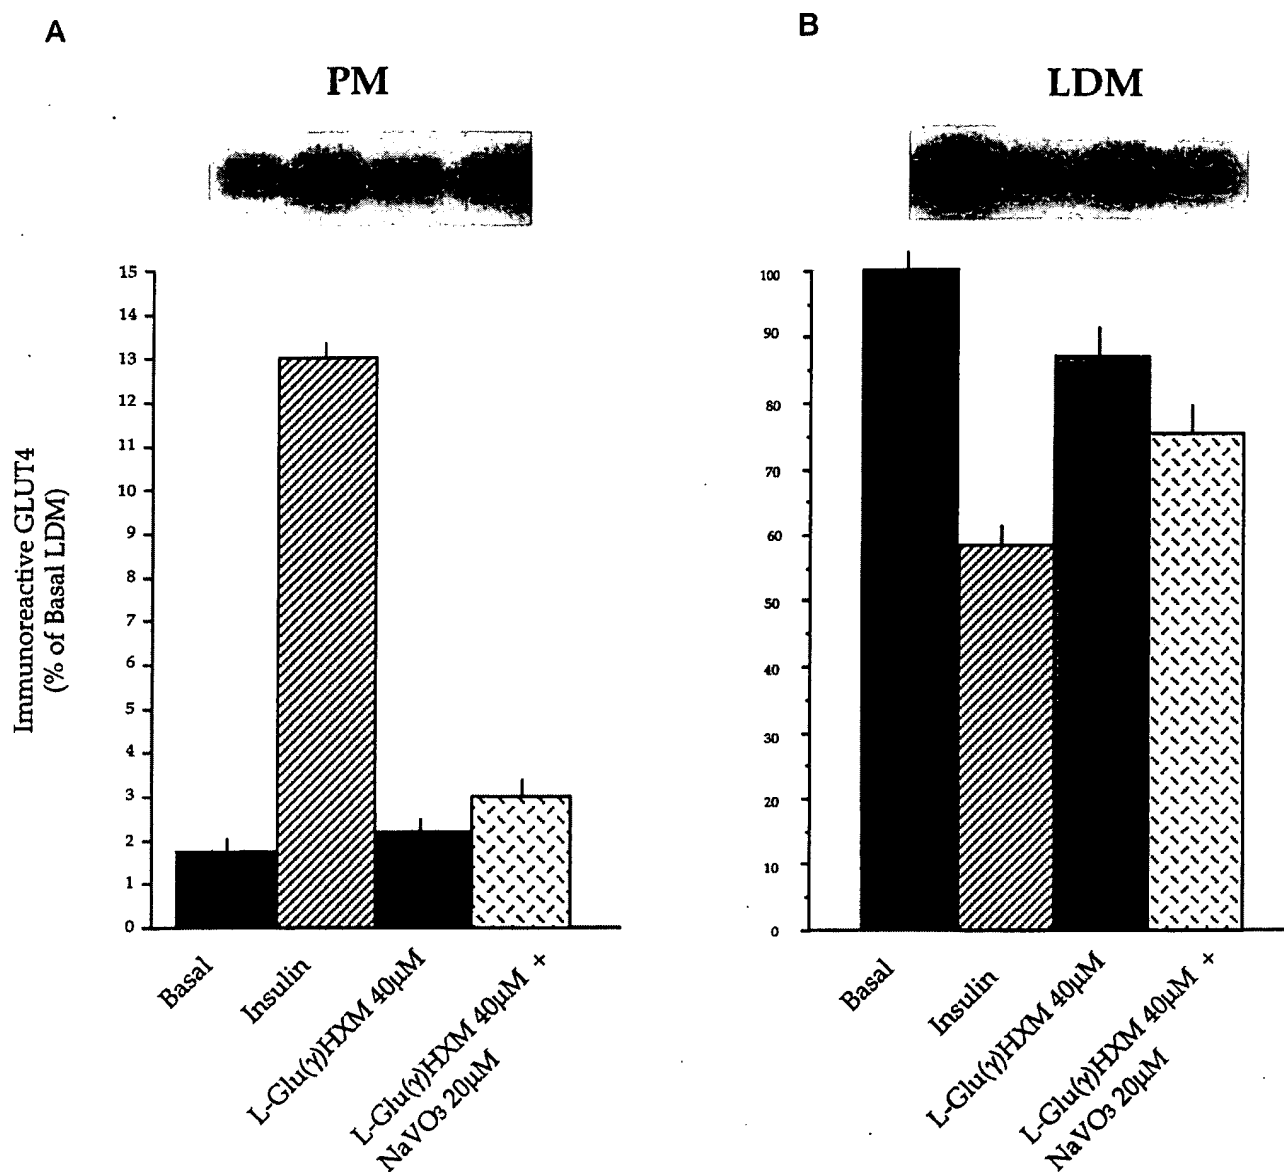 A
PM
Immunoreactive GLUT4
(% of Basal LDM)
15
14
13
12
11
10
9
8
7
6
5
4
3
2
1
0
Basal
Insulin
L-Glu(γ)HXM 40μM
L-Glu(γ)HXM 40μM +
NaVO3 20μM
B
LDM
100
90
80
70
60
50
40
30
20
10
0
Basal
Insulin
L-Glu(γ)HXM 40μM
L-Glu(γ)HXM 40μM +
NaVO3 20μM